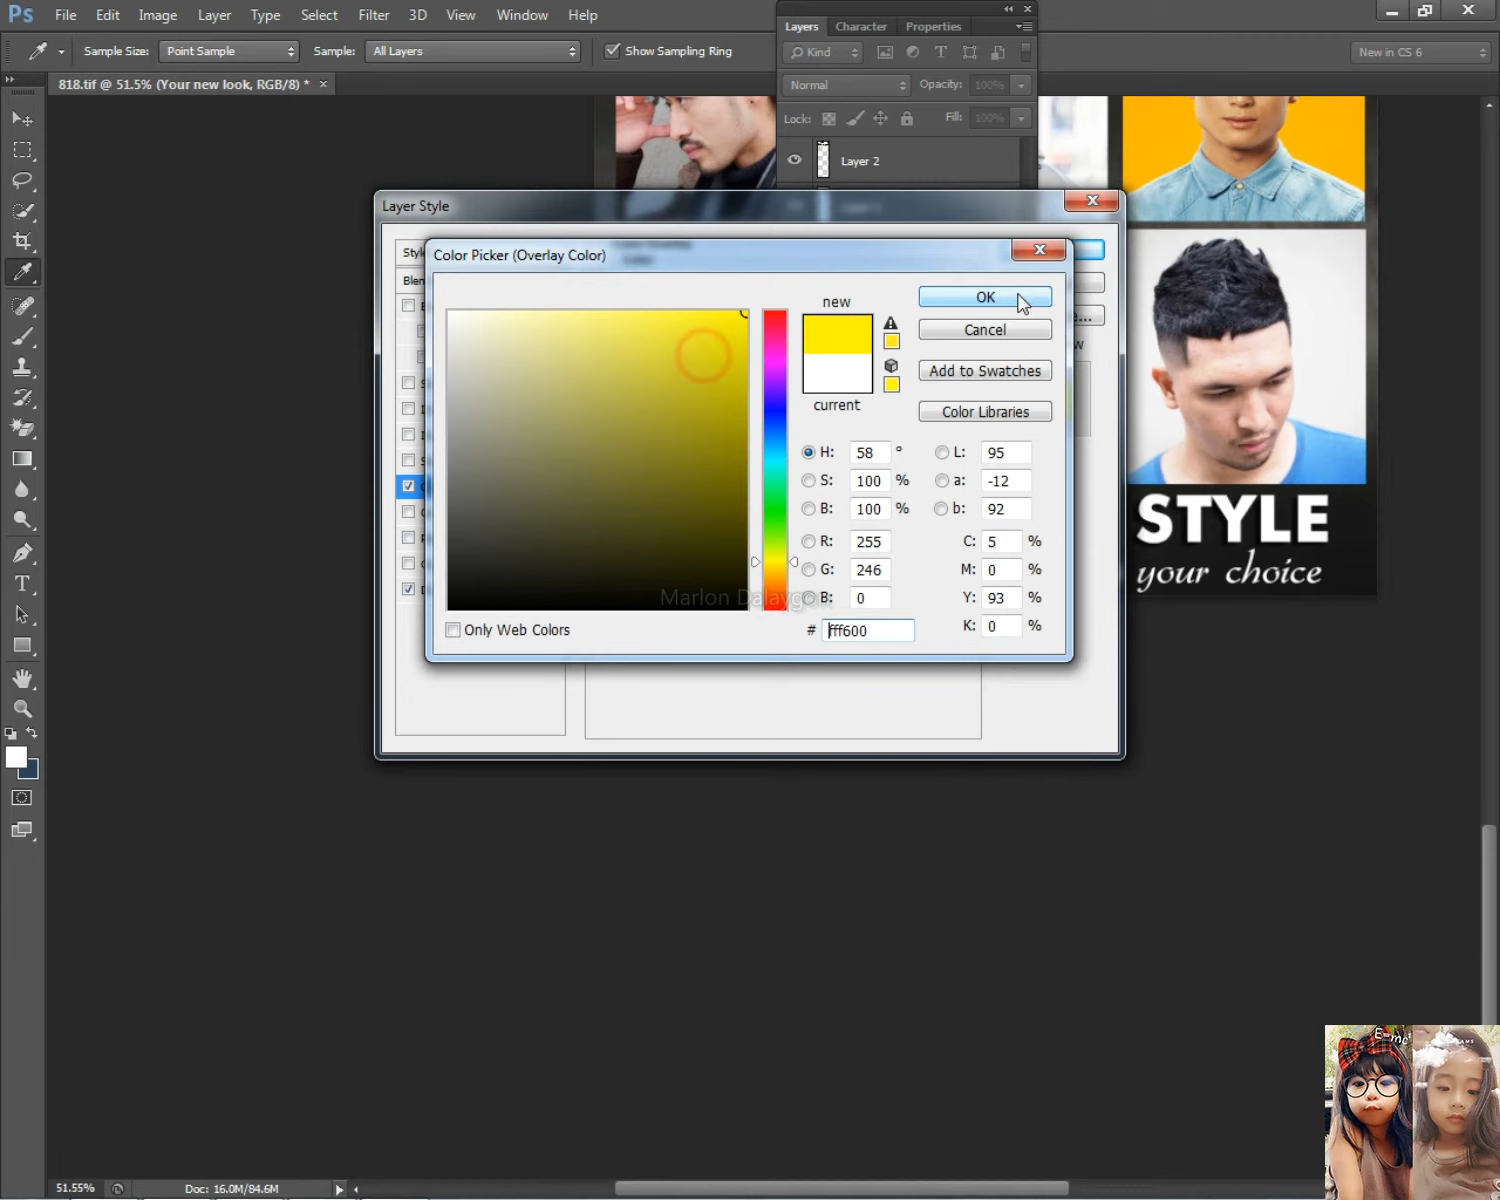 Ps File Edit Image Layer Type Select Filter 3D View Window Help
Sample Size: Point Sample Sample: All Layers Show Sampling Ring
New in CS 6
818.tif @ 51.5% (Your new look, RGB/8) * ×
Layers Character Properties
Kind
Normal Opacity: 100%
Lock: Fill: 100%
Layer 2
Layer Style
Color Picker (Overlay Color)
new
current
OK
Cancel
Add to Swatches
Color Libraries
H: 58 ° L: 95
S: 100 % a: -12
B: 100 % b: 92
R: 255 C: 5 %
G: 246 M: 0 %
B: 0 Y: 93 %
# fff600 K: 0 %
Only Web Colors
STYLE
your choice
E=mc
51.55% Doc: 16.0M/84.6M